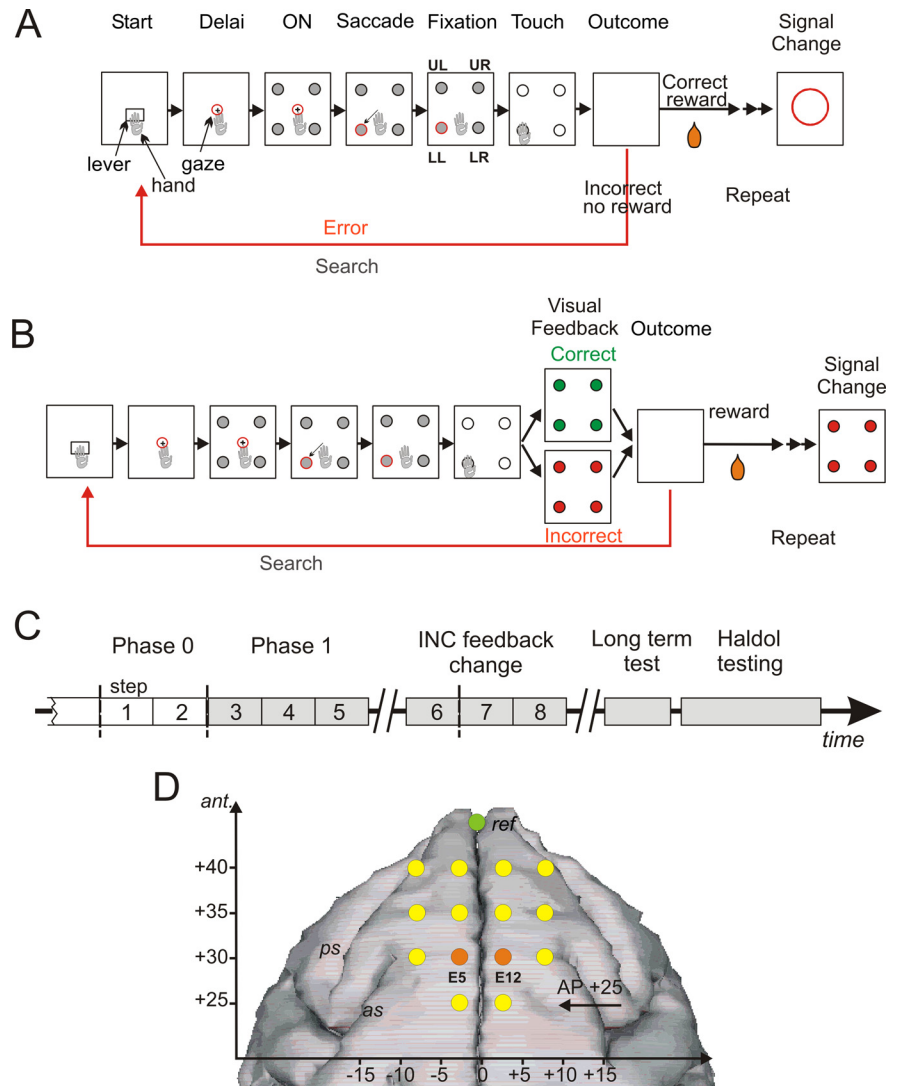 A
Start
Delai
ON
Saccade
Fixation
Touch
Outcome
Signal
Change
UL UR
LL LR
lever
hand
gaze
Correct
reward
Incorrect
no reward
Repeat
Error
Search
B
Visual
Feedback
Outcome
Correct
Signal
Change
reward
Incorrect
Repeat
Search
C
Phase 0
Phase 1
INC feedback
change
Long term
test
Haldol
testing
step
1 2 3 4 5 6 7 8
time
D
ant.
ref
+40
+35
+30
+25
ps
as
E5 E12
AP +25
-15 -10 -5 0 +5 +10 +15